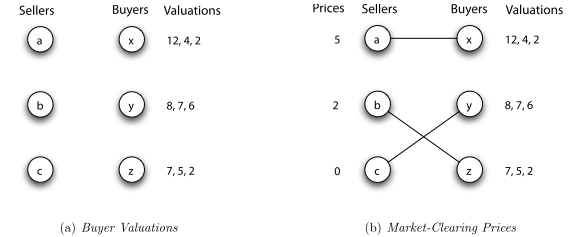 Sellers Buyers Valuations
a x 12, 4, 2
b y 8, 7, 6
c z 7, 5, 2
(a) Buyer Valuations
Prices Sellers Buyers Valuations
5 a x 12, 4, 2
2 b y 8, 7, 6
0 c z 7, 5, 2
(b) Market-Clearing Prices